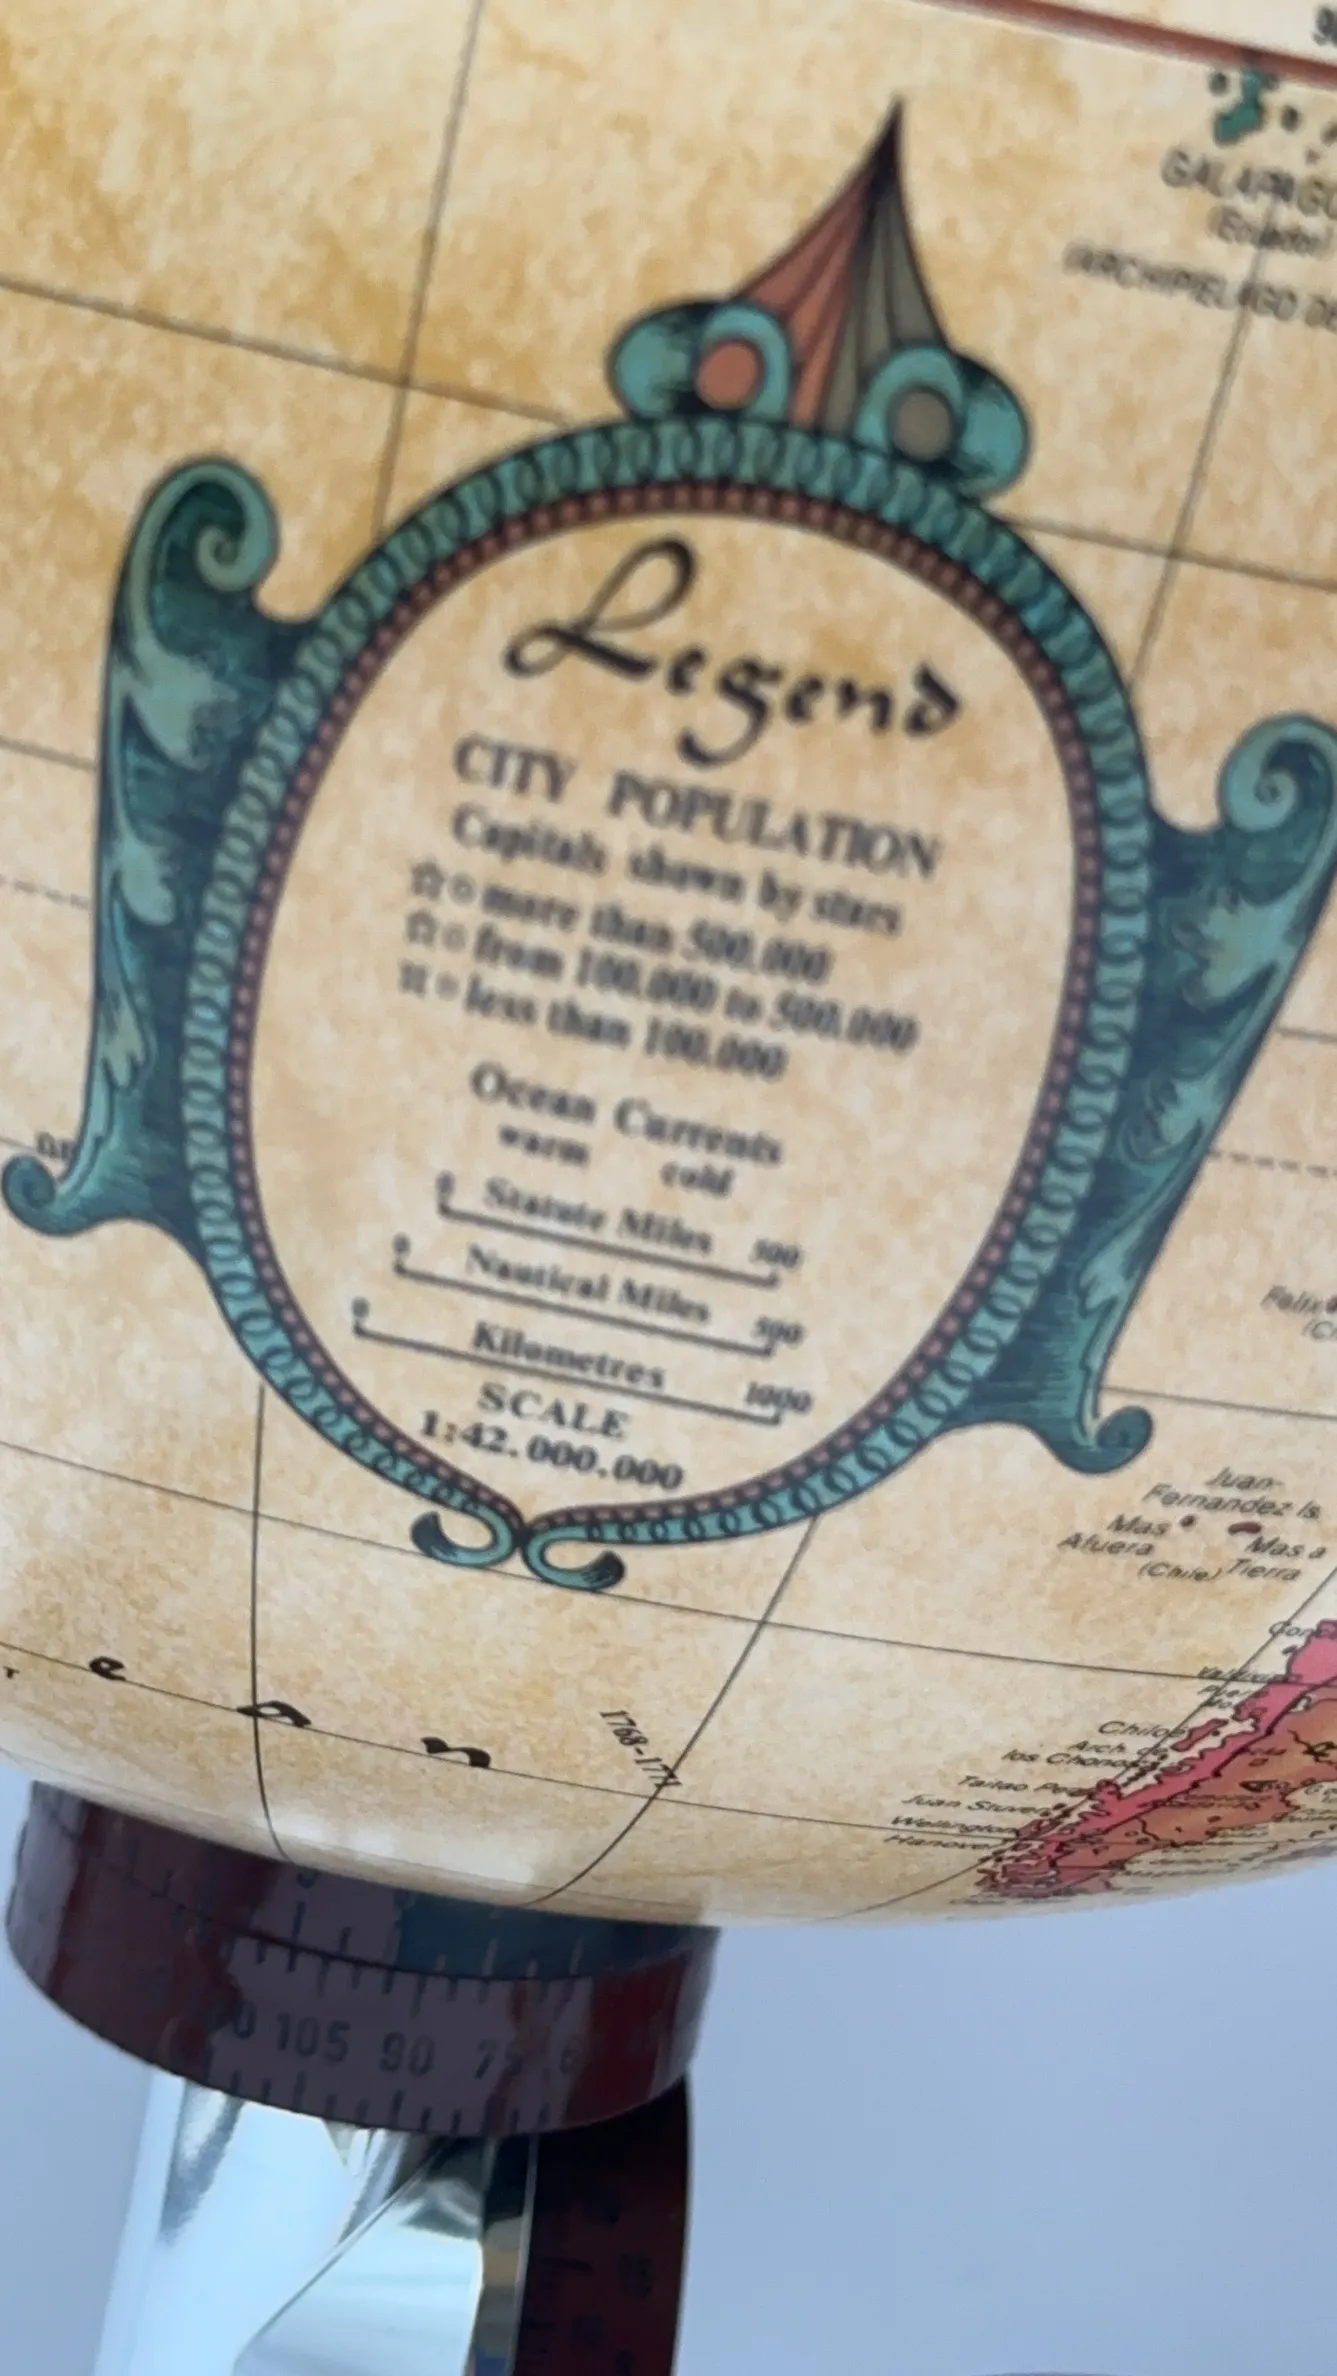 GALAPAGO
(Ecuador)
(ARCHIPIELAGO DE
Legend
CITY POPULATION
Capitals shown by stars
more than 500.000
from 100.000 to 500.000
less than 100.000
Ocean Currents
warm cold
0 Statute Miles 500
0 Nautical Miles 500
0 Kilometres 1000
SCALE
1:42.000.000
Felix
Juan-
Fernandez Is.
Mas Mas a
Afuera Tierra
(Chile)
e a n
1768-1771
Chiloe
Arch. de
los Chonos
Taitao Pen.
Wellington
Hanover
105 90 75